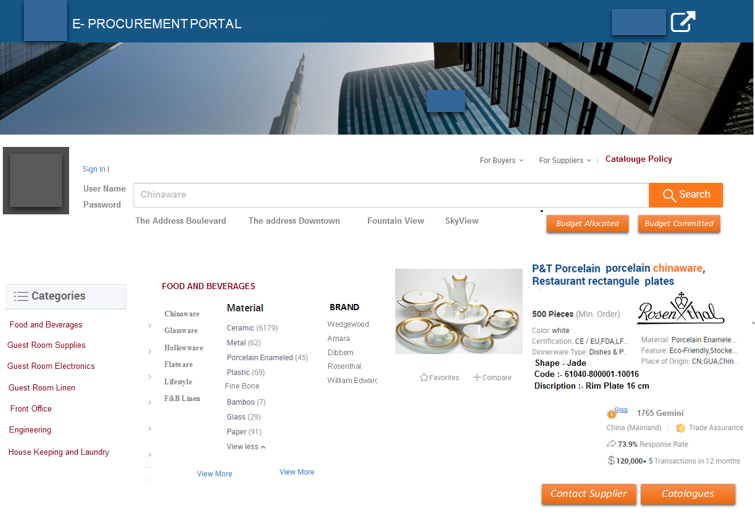 E- PROCUREMENT PORTAL
For Buyers
For Suppliers
Catalouge Policy
Sign In |
User Name
Password
Chinaware
Search
The Address Boulevard
The address Downtown
Fountain View
SkyView
Budget Allocated
Budget Committed
Categories
Food and Beverages
Guest Room Supplies
Guest Room Electronics
Guest Room Linen
Front Office
Engineering
House Keeping and Laundry
FOOD AND BEVERAGES
Chinaware
Glassware
Hollowware
Flatware
Lifestyle
F&B Linen
Material
Ceramic (6179)
Metal (62)
Porcelain Enameled (45)
Plastic (69)
Fine Bone
Bamboo (7)
Glass (29)
Paper (91)
View less
View More
BRAND
Wedgewood
Amara
Dibbern
Rosenthal
William Edward
View More
Favorites
Compare
P&T Porcelain porcelain chinaware,
Restaurant rectangule plates
500 Pieces (Min. Order)
Rosenthal
Color: white
Certification: CE / EU,FDA,LF...
Dinnerware Type: Dishes & P...
Material: Porcelain Enamele...
Feature: Eco-Friendly,Stocke...
Place of Origin: CN;GUA,Chin...
Shape - Jade
Code :- 61040-800001-10016
Discription :- Rim Plate 16 cm
1765 Gemini
China (Mainland)
Trade Assurance
73.9% Response Rate
120,000+ 5 Transactions in 12 months
Contact Supplier
Catalogues